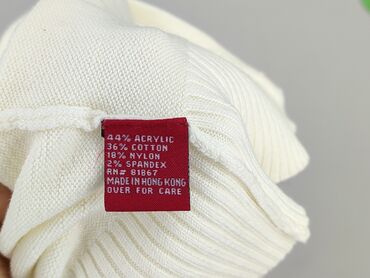 44% ACRYLIC
36% COTTON
18% NYLON
2% SPANDEX
RN# 81867
MADE IN HONG KONG
OVER FOR CARE